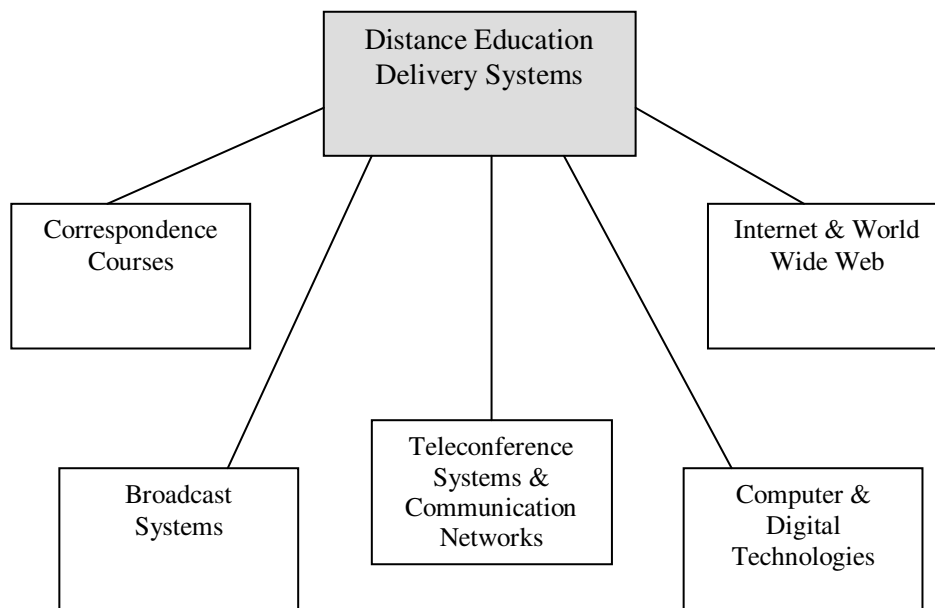 Distance Education
Delivery Systems
Correspondence
Courses
Internet & World
Wide Web
Broadcast
Systems
Teleconference
Systems &
Communication
Networks
Computer &
Digital
Technologies